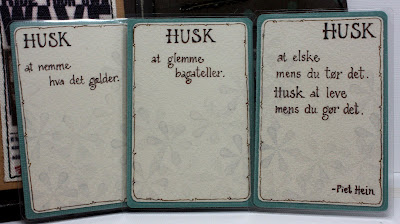 HUSK
at nemme
hva det gælder.
HUSK
at glemme
bagateller.
HUSK
at elske
mens du tør det.
Husk at leve
mens du gør det.
-Piet Hein